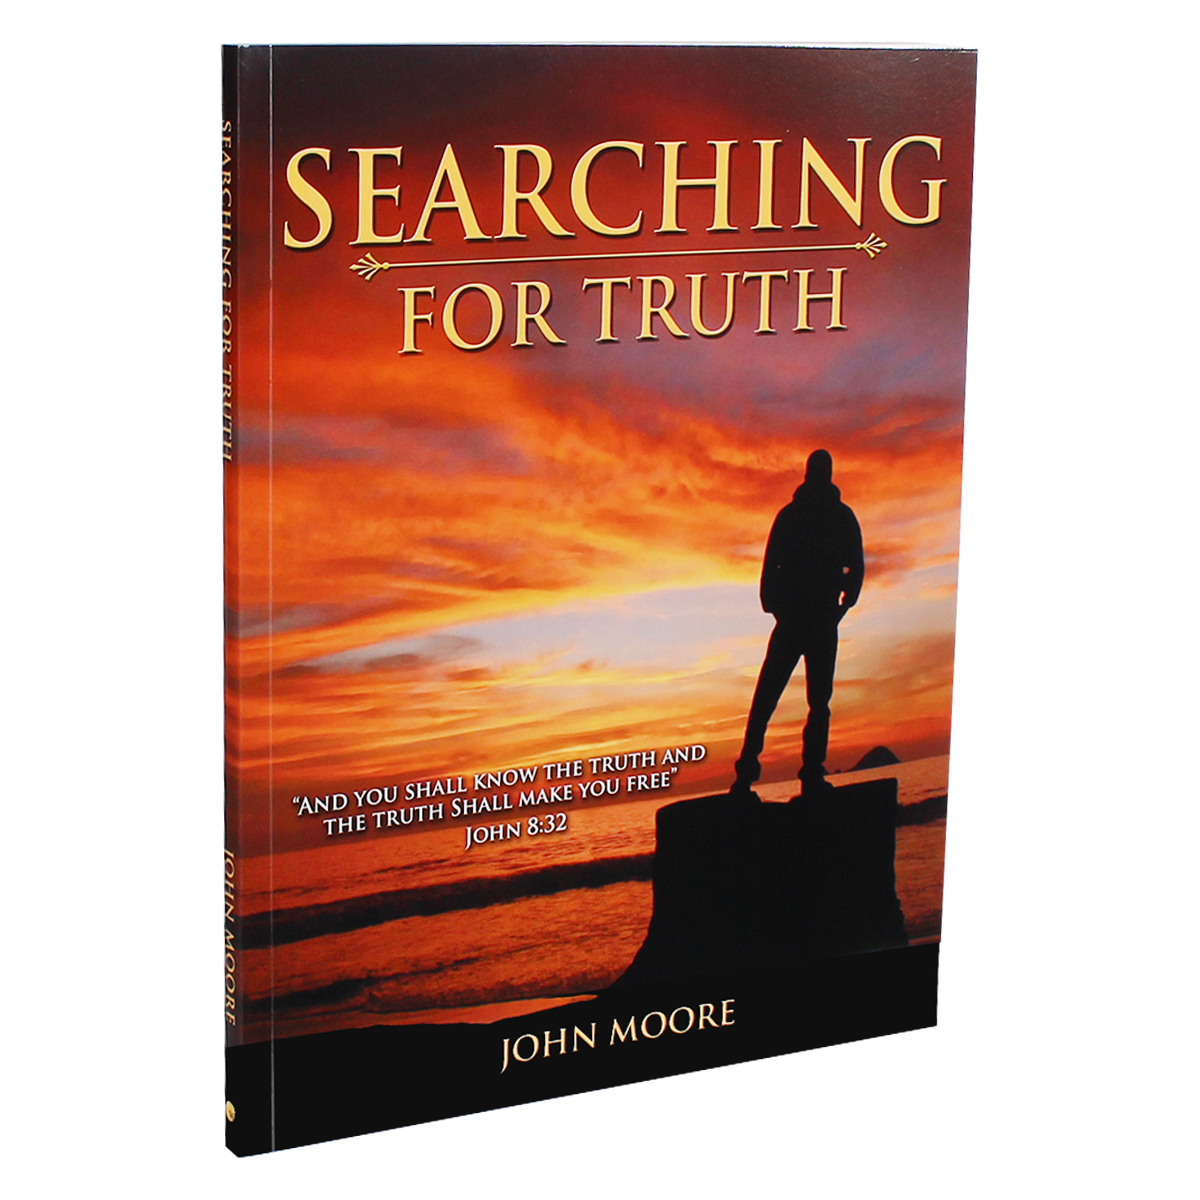 SEARCHING
FOR TRUTH
“AND YOU SHALL KNOW THE TRUTH AND
THE TRUTH SHALL MAKE YOU FREE”
JOHN 8:32
JOHN MOORE
SEARCHING FOR TRUTH
JOHN MOORE